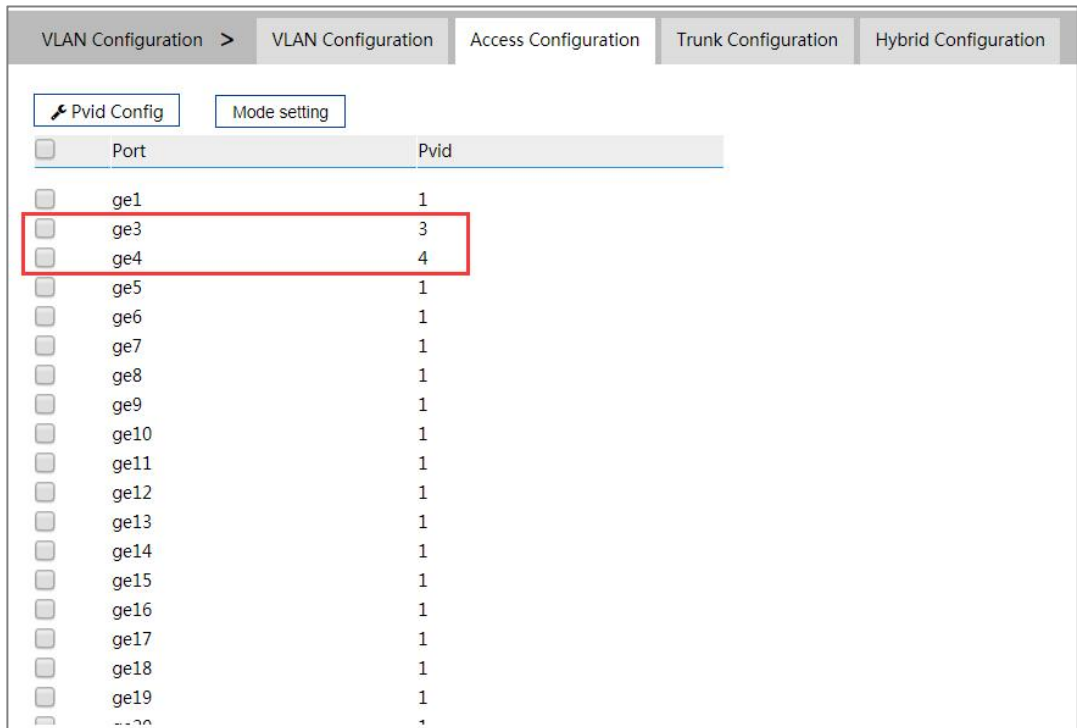 VLAN Configuration > VLAN Configuration Access Configuration Trunk Configuration Hybrid Configuration
Pvid Config Mode setting
Port Pvid
ge1 1
ge3 3
ge4 4
ge5 1
ge6 1
ge7 1
ge8 1
ge9 1
ge10 1
ge11 1
ge12 1
ge13 1
ge14 1
ge15 1
ge16 1
ge17 1
ge18 1
ge19 1